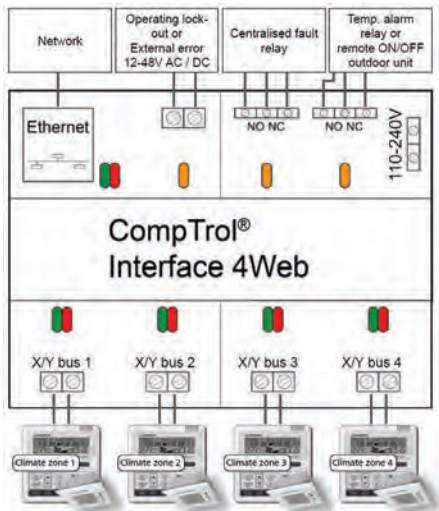 Network
Operating lock-
out or
External error
12-48V AC / DC
Centralised fault
relay
Temp. alarm
relay or
remote ON/OFF
outdoor unit
Ethernet
NO NC
NO NC
110-240V
CompTrol®
Interface 4Web
X/Y bus 1
X/Y bus 2
X/Y bus 3
X/Y bus 4
Climate zone 1
Climate zone 2
Climate zone 3
Climate zone 4